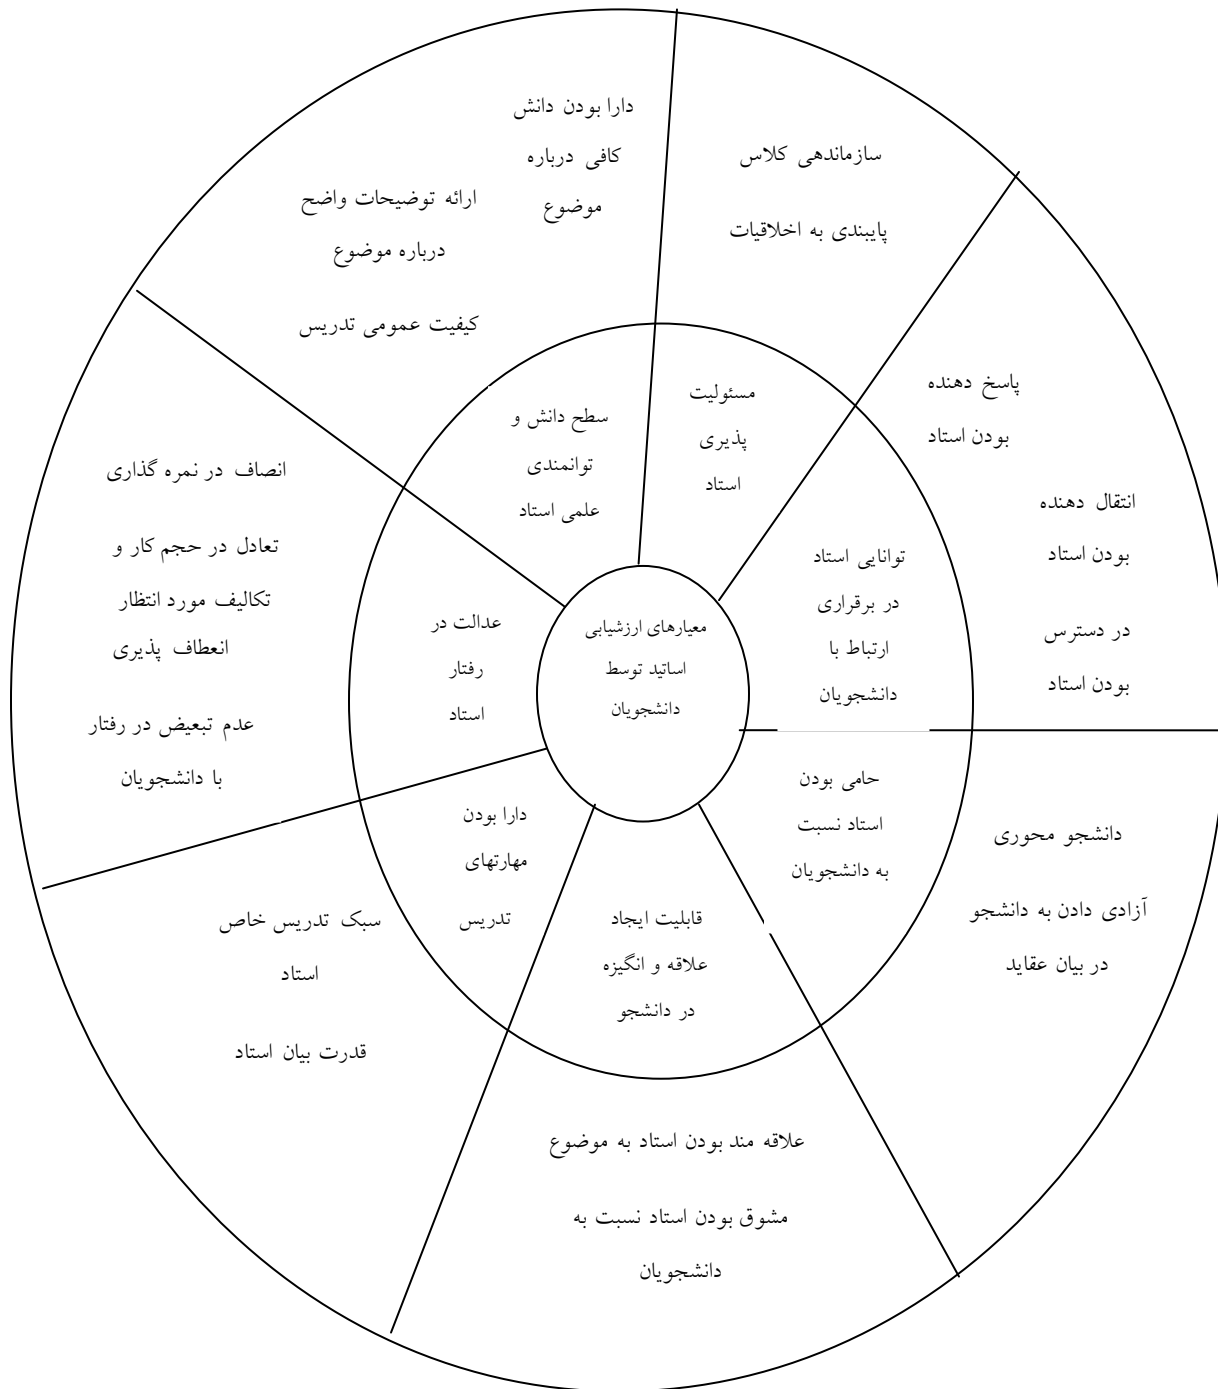 معیارهای ارزشیابی
اساتید توسط
دانشجویان
مسئولیت
پذیری
استاد
سازماندهی کلاس
پایبندی به اخلاقیات
توانایی استاد
در برقراری
ارتباط با
دانشجویان
پاسخ دهنده
بودن استاد
انتقال دهنده
بودن استاد
در دسترس
بودن استاد
حامی بودن
استاد نسبت
به دانشجویان
دانشجو محوری
آزادی دادن به دانشجو
در بیان عقاید
قابلیت ایجاد
علاقه و انگیزه
در دانشجو
علاقه مند بودن استاد به موضوع
مشوق بودن استاد نسبت به
دانشجویان
دارا بودن
مهارتهای
تدریس
سبک تدریس خاص
استاد
قدرت بیان استاد
عدالت در
رفتار
استاد
انصاف در نمره گذاری
تعادل در حجم کار و
تکالیف مورد انتظار
انعطاف پذیری
عدم تبعیض در رفتار
با دانشجویان
سطح دانش و
توانمندی
علمی استاد
دارا بودن دانش
کافی درباره
موضوع
ارائه توضیحات واضح
درباره موضوع
کیفیت عمومی تدریس